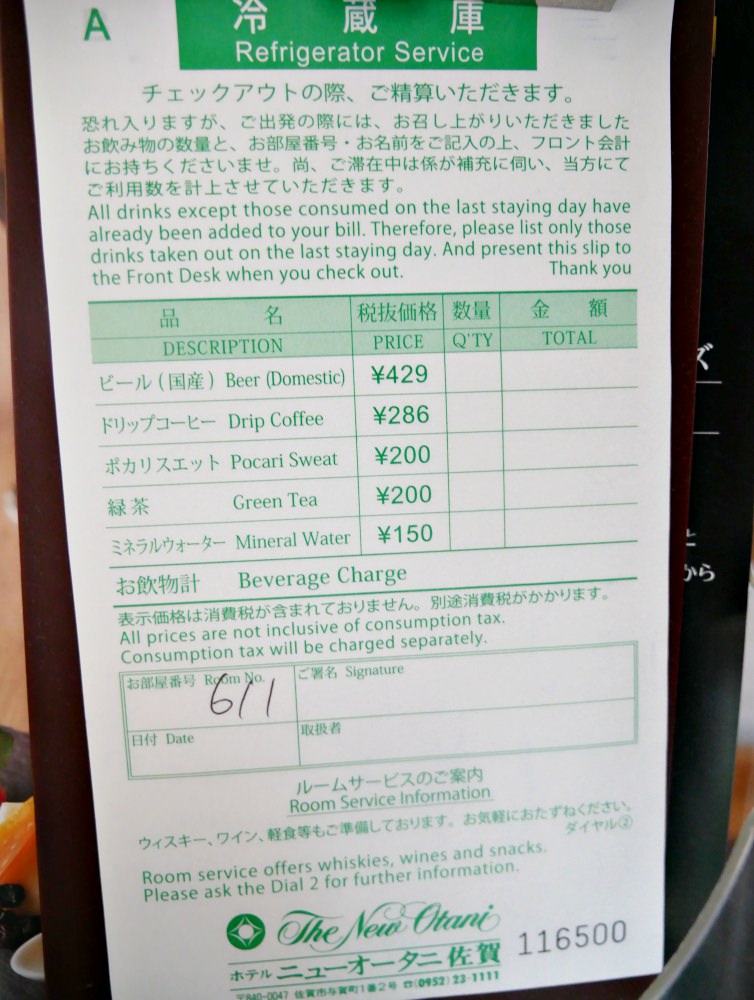 A
冷 蔵 庫
Refrigerator Service
チェックアウトの際、ご精算いただきます。
恐れ入りますが、ご出発の際には、お召し上がりいただきました
お飲み物の数量と、お部屋番号・お名前をご記入の上、フロント会計
にお持ちくださいませ。尚、ご滞在中は係が補充に伺い、当方にて
ご利用数を計上させていただきます。
All drinks except those consumed on the last staying day have
already been added to your bill. Therefore, please list only those
drinks taken out on the last staying day. And present this slip to
the Front Desk when you check out. Thank you
品 名 税抜価格 数量 金 額
DESCRIPTION PRICE Q'TY TOTAL
ビール(国産) Beer (Domestic) ¥429
ドリップコーヒー Drip Coffee ¥286
ポカリスエット Pocari Sweat ¥200
緑茶 Green Tea ¥200
ミネラルウォーター Mineral Water ¥150
お飲物計 Beverage Charge
表示価格は消費税が含まれておりません。別途消費税がかかります。
All prices are not inclusive of consumption tax.
Consumption tax will be charged separately.
お部屋番号 Room No. ご署名 Signature
611
日付 Date 取扱者
ルームサービスのご案内
Room Service Information
ウィスキー、ワイン、軽食等もご準備しております。お気軽におたずねください。
ダイヤル②
Room service offers whiskies, wines and snacks.
Please ask the Dial 2 for further information.
The New Otani
ホテル ニューオータニ佐賀 116500
〒840-0047 佐賀市与賀町1番2号 ☎(0952)23-1111
ズ
から